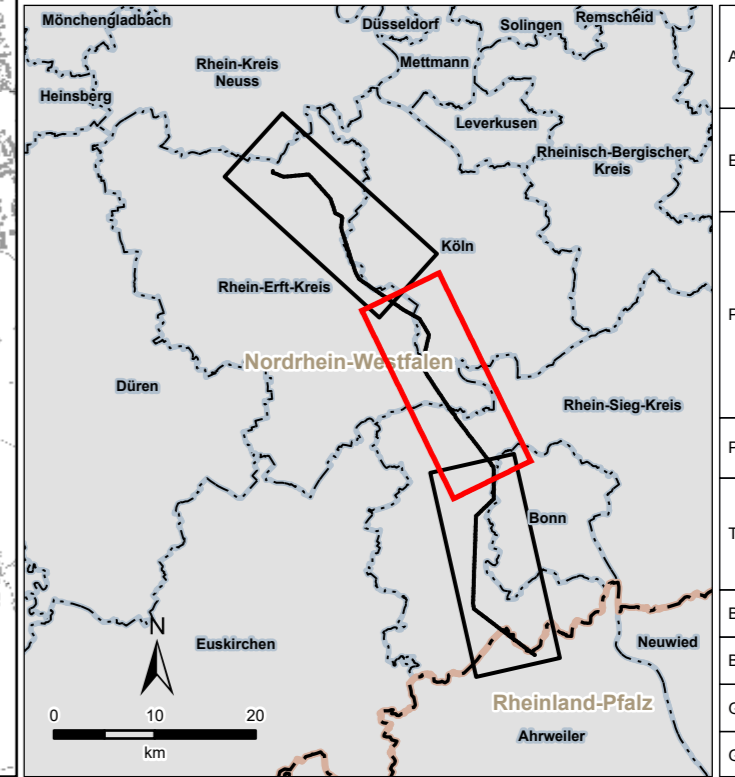 Mönchengladbach
Düsseldorf
Solingen
Remscheid
Rhein-Kreis
Neuss
Mettmann
Heinsberg
Leverkusen
Rheinisch-Bergischer
Kreis
Köln
Rhein-Erft-Kreis
Nordrhein-Westfalen
Düren
Rhein-Sieg-Kreis
Bonn
N
Euskirchen
Neuwied
Rheinland-Pfalz
0 10 20
km
Ahrweiler